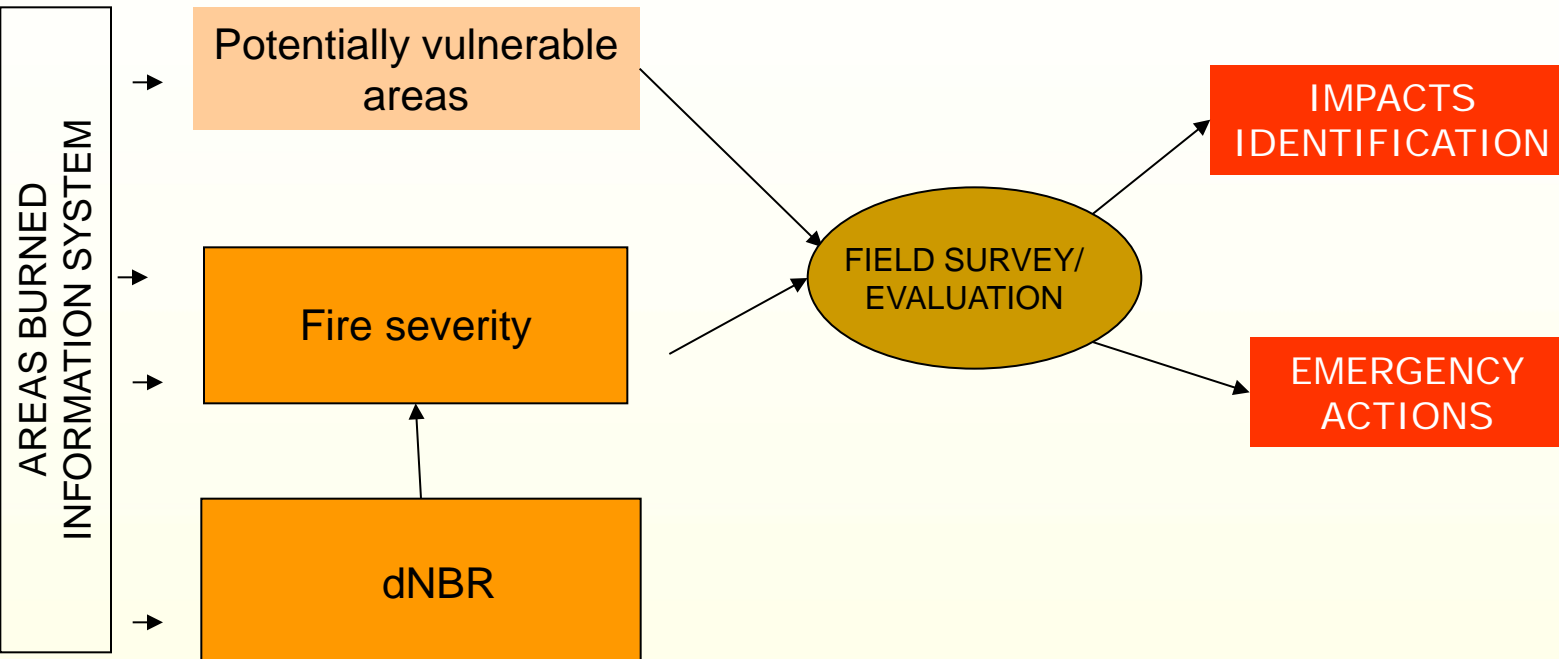 AREAS BURNED
INFORMATION SYSTEM
Potentially vulnerable
areas
Fire severity
dNBR
FIELD SURVEY/
EVALUATION
IMPACTS
IDENTIFICATION
EMERGENCY
ACTIONS